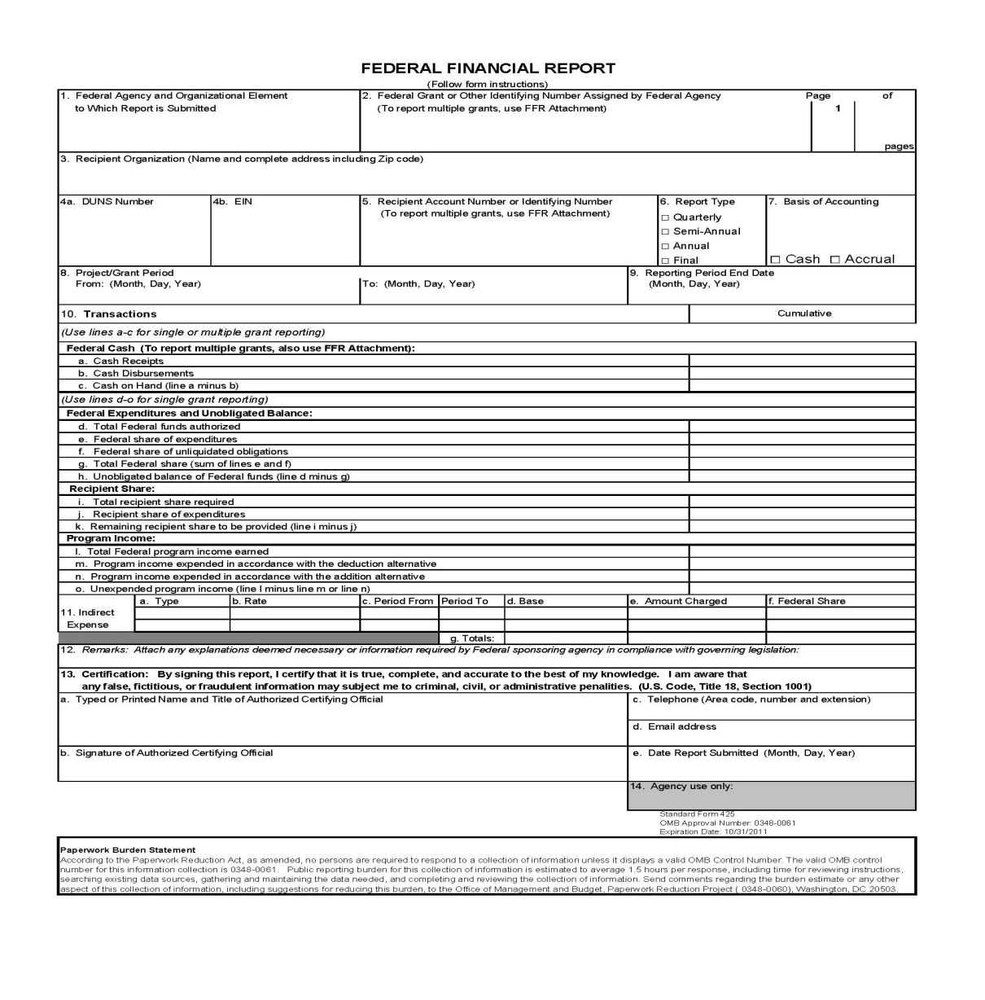 FEDERAL FINANCIAL REPORT
(Follow form instructions)
1. Federal Agency and Organizational Element
to Which Report is Submitted
2. Federal Grant or Other Identifying Number Assigned by Federal Agency
(To report multiple grants, use FFR Attachment)
Page of
1
pages
3. Recipient Organization (Name and complete address including Zip code)
4a. DUNS Number
4b. EIN
5. Recipient Account Number or Identifying Number
(To report multiple grants, use FFR Attachment)
6. Report Type
□ Quarterly
□ Semi-Annual
□ Annual
□ Final
7. Basis of Accounting
□ Cash □ Accrual
8. Project/Grant Period
From: (Month, Day, Year)
To: (Month, Day, Year)
9. Reporting Period End Date
(Month, Day, Year)
10. Transactions Cumulative
(Use lines a-c for single or multiple grant reporting)
Federal Cash (To report multiple grants, also use FFR Attachment):
a. Cash Receipts
b. Cash Disbursements
c. Cash on Hand (line a minus b)
(Use lines d-o for single grant reporting)
Federal Expenditures and Unobligated Balance:
d. Total Federal funds authorized
e. Federal share of expenditures
f. Federal share of unliquidated obligations
g. Total Federal share (sum of lines e and f)
h. Unobligated balance of Federal funds (line d minus g)
Recipient Share:
i. Total recipient share required
j. Recipient share of expenditures
k. Remaining recipient share to be provided (line i minus j)
Program Income:
l. Total Federal program income earned
m. Program income expended in accordance with the deduction alternative
n. Program income expended in accordance with the addition alternative
o. Unexpended program income (line l minus line m or line n)
11. Indirect
Expense
a. Type b. Rate c. Period From Period To d. Base e. Amount Charged f. Federal Share
g. Totals:
12. Remarks: Attach any explanations deemed necessary or information required by Federal sponsoring agency in compliance with governing legislation:
13. Certification: By signing this report, I certify that it is true, complete, and accurate to the best of my knowledge. I am aware that
any false, fictitious, or fraudulent information may subject me to criminal, civil, or administrative penalities. (U.S. Code, Title 18, Section 1001)
a. Typed or Printed Name and Title of Authorized Certifying Official
c. Telephone (Area code, number and extension)
d. Email address
b. Signature of Authorized Certifying Official
e. Date Report Submitted (Month, Day, Year)
14. Agency use only:
Standard Form 425
OMB Approval Number: 0348-0061
Expiration Date: 10/31/2011
Paperwork Burden Statement
According to the Paperwork Reduction Act, as amended, no persons are required to respond to a collection of information unless it displays a valid OMB Control Number. The valid OMB control
number for this information collection is 0348-0061. Public reporting burden for this collection of information is estimated to average 1.5 hours per response, including time for reviewing instructions,
searching existing data sources, gathering and maintaining the data needed, and completing and reviewing the collection of information. Send comments regarding the burden estimate or any other
aspect of this collection of information, including suggestions for reducing this burden, to the Office of Management and Budget, Paperwork Reduction Project ( 0348-0060), Washington, DC 20503.